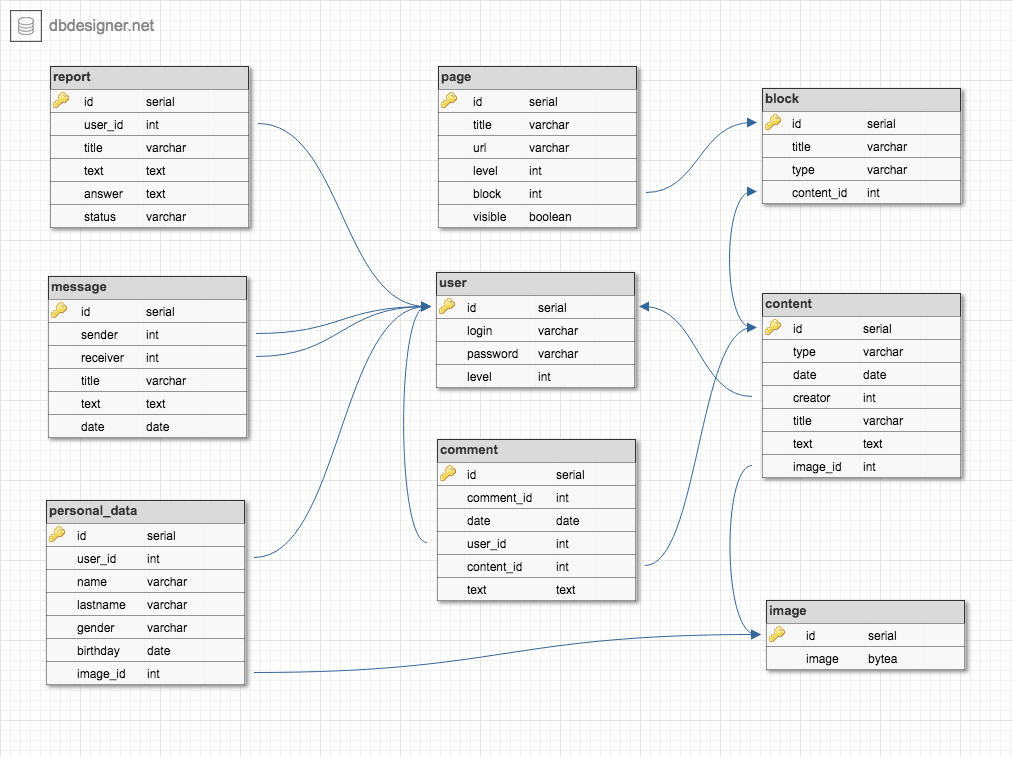 dbdesigner.net
report
id serial
user_id int
title varchar
text text
answer text
status varchar
page
id serial
title varchar
url varchar
level int
block int
visible boolean
block
id serial
title varchar
type varchar
content_id int
message
id serial
sender int
receiver int
title varchar
text text
date date
user
id serial
login varchar
password varchar
level int
content
id serial
type varchar
date date
creator int
title varchar
text text
image_id int
comment
id serial
comment_id int
date date
user_id int
content_id int
text text
personal_data
id serial
user_id int
name varchar
lastname varchar
gender varchar
birthday date
image_id int
image
id serial
image bytea